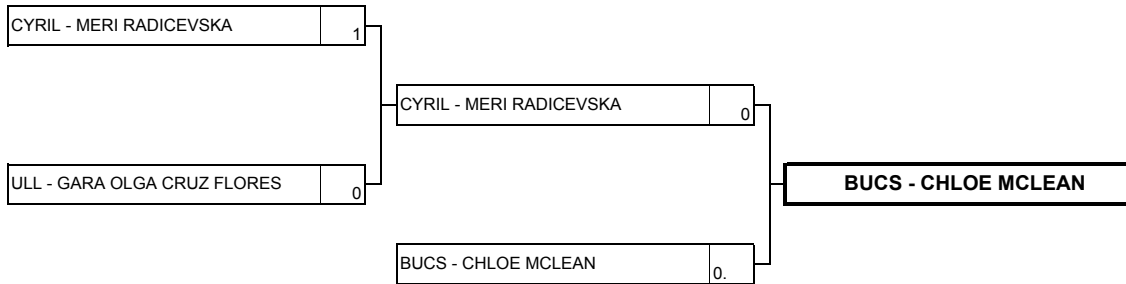 CYRIL - MERI RADICEVSKA 1
CYRIL - MERI RADICEVSKA 0
ULL - GARA OLGA CRUZ FLORES 0
BUCS - CHLOE MCLEAN
BUCS - CHLOE MCLEAN 0.